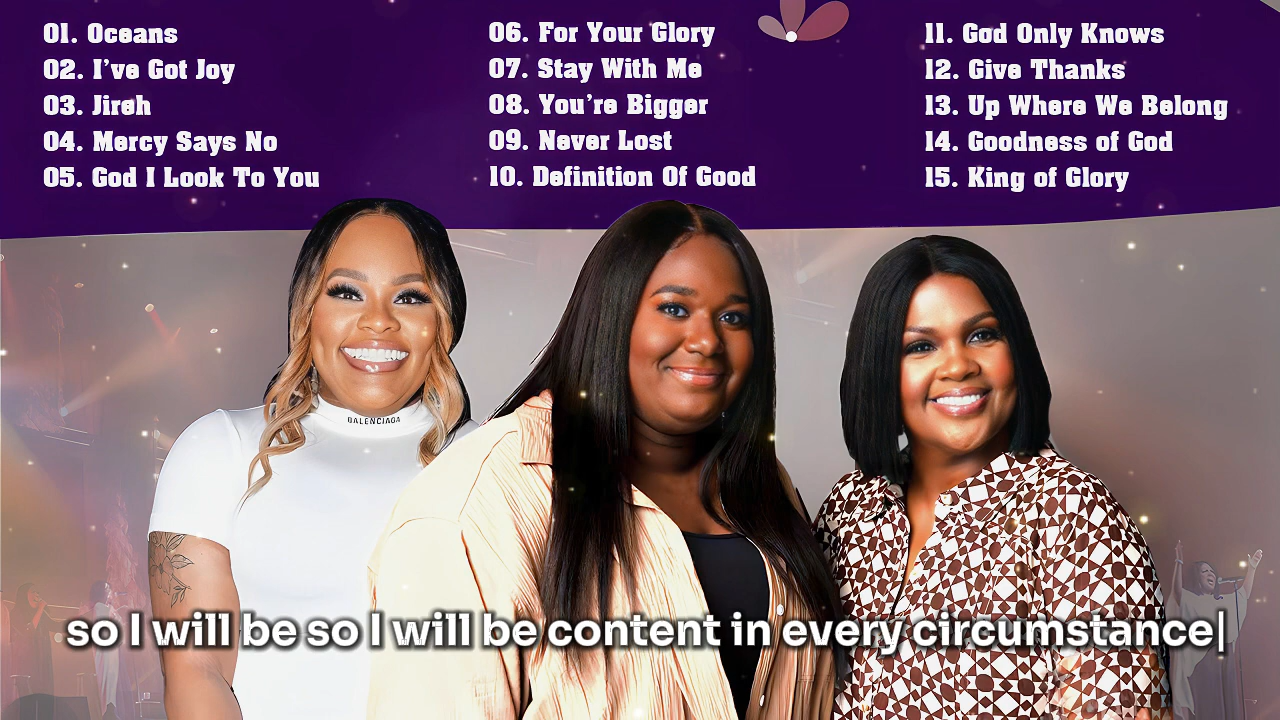 01. Oceans
02. I've Got Joy
03. Jireh
04. Mercy Says No
05. God I Look To You
06. For Your Glory
07. Stay With Me
08. You're Bigger
09. Never Lost
10. Definition Of Good
11. God Only Knows
12. Give Thanks
13. Up Where We Belong
14. Goodness of God
15. King of Glory
BALENCIAGA
so I will be so I will be content in every circumstance|